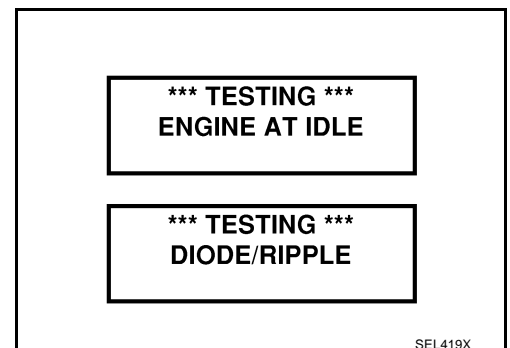 *** TESTING ***
ENGINE AT IDLE
*** TESTING ***
DIODE/RIPPLE
SEL419X